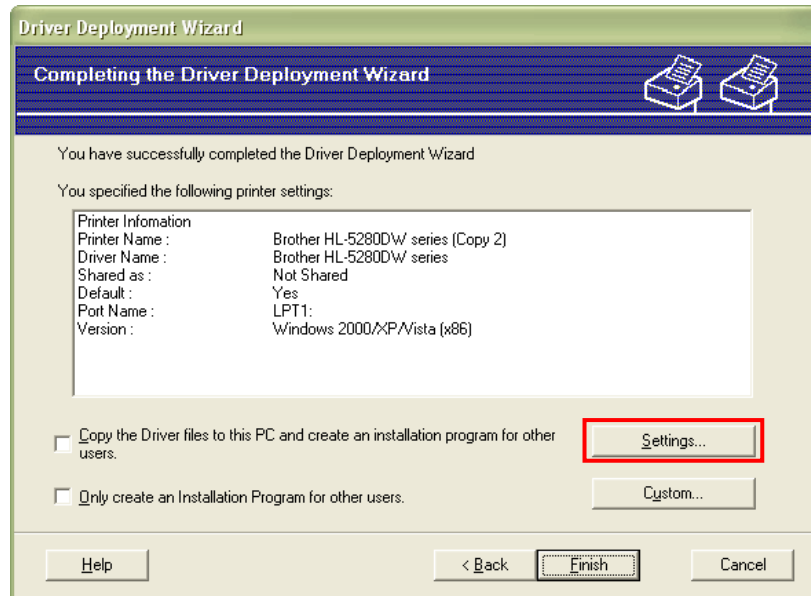 Driver Deployment Wizard
Completing the Driver Deployment Wizard
You have successfully completed the Driver Deployment Wizard
You specified the following printer settings:
Printer Infomation
Printer Name : Brother HL-5280DW series (Copy 2)
Driver Name : Brother HL-5280DW series
Shared as : Not Shared
Default : Yes
Port Name : LPT1:
Version : Windows 2000/XP/Vista (x86)
Copy the Driver files to this PC and create an installation program for other
users.
Settings...
Only create an Installation Program for other users.
Custom...
Help
< Back
Finish
Cancel